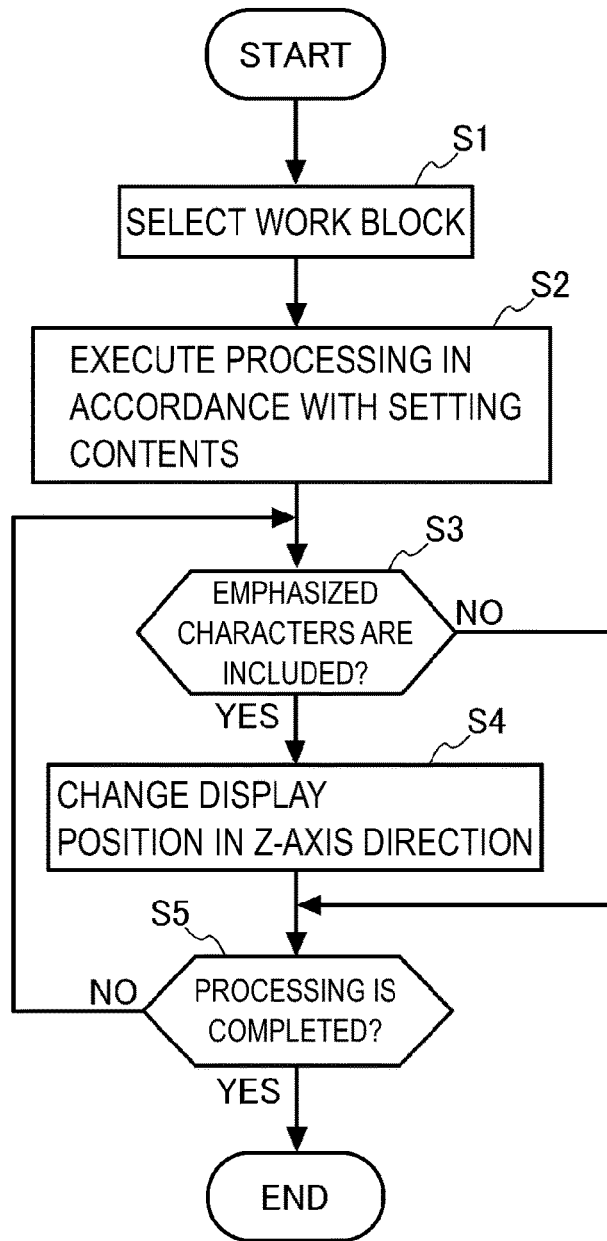 START
S1
SELECT WORK BLOCK
S2
EXECUTE PROCESSING IN
ACCORDANCE WITH SETTING
CONTENTS
S3
EMPHASIZED
CHARACTERS ARE
INCLUDED?
NO
YES
S4
CHANGE DISPLAY
POSITION IN Z-AXIS DIRECTION
S5
PROCESSING IS
COMPLETED?
NO
YES
END